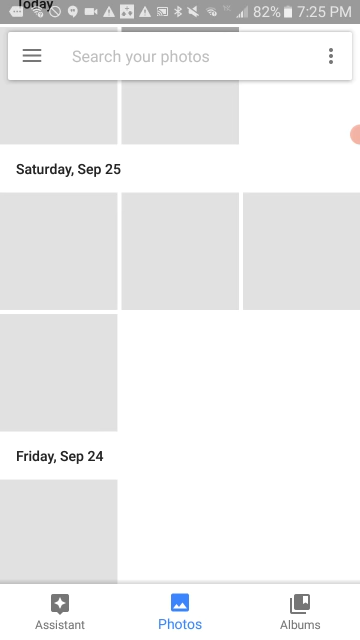 Today
82% 7:25 PM
Search your photos
Saturday, Sep 25
Friday, Sep 24
Assistant
Photos
Albums